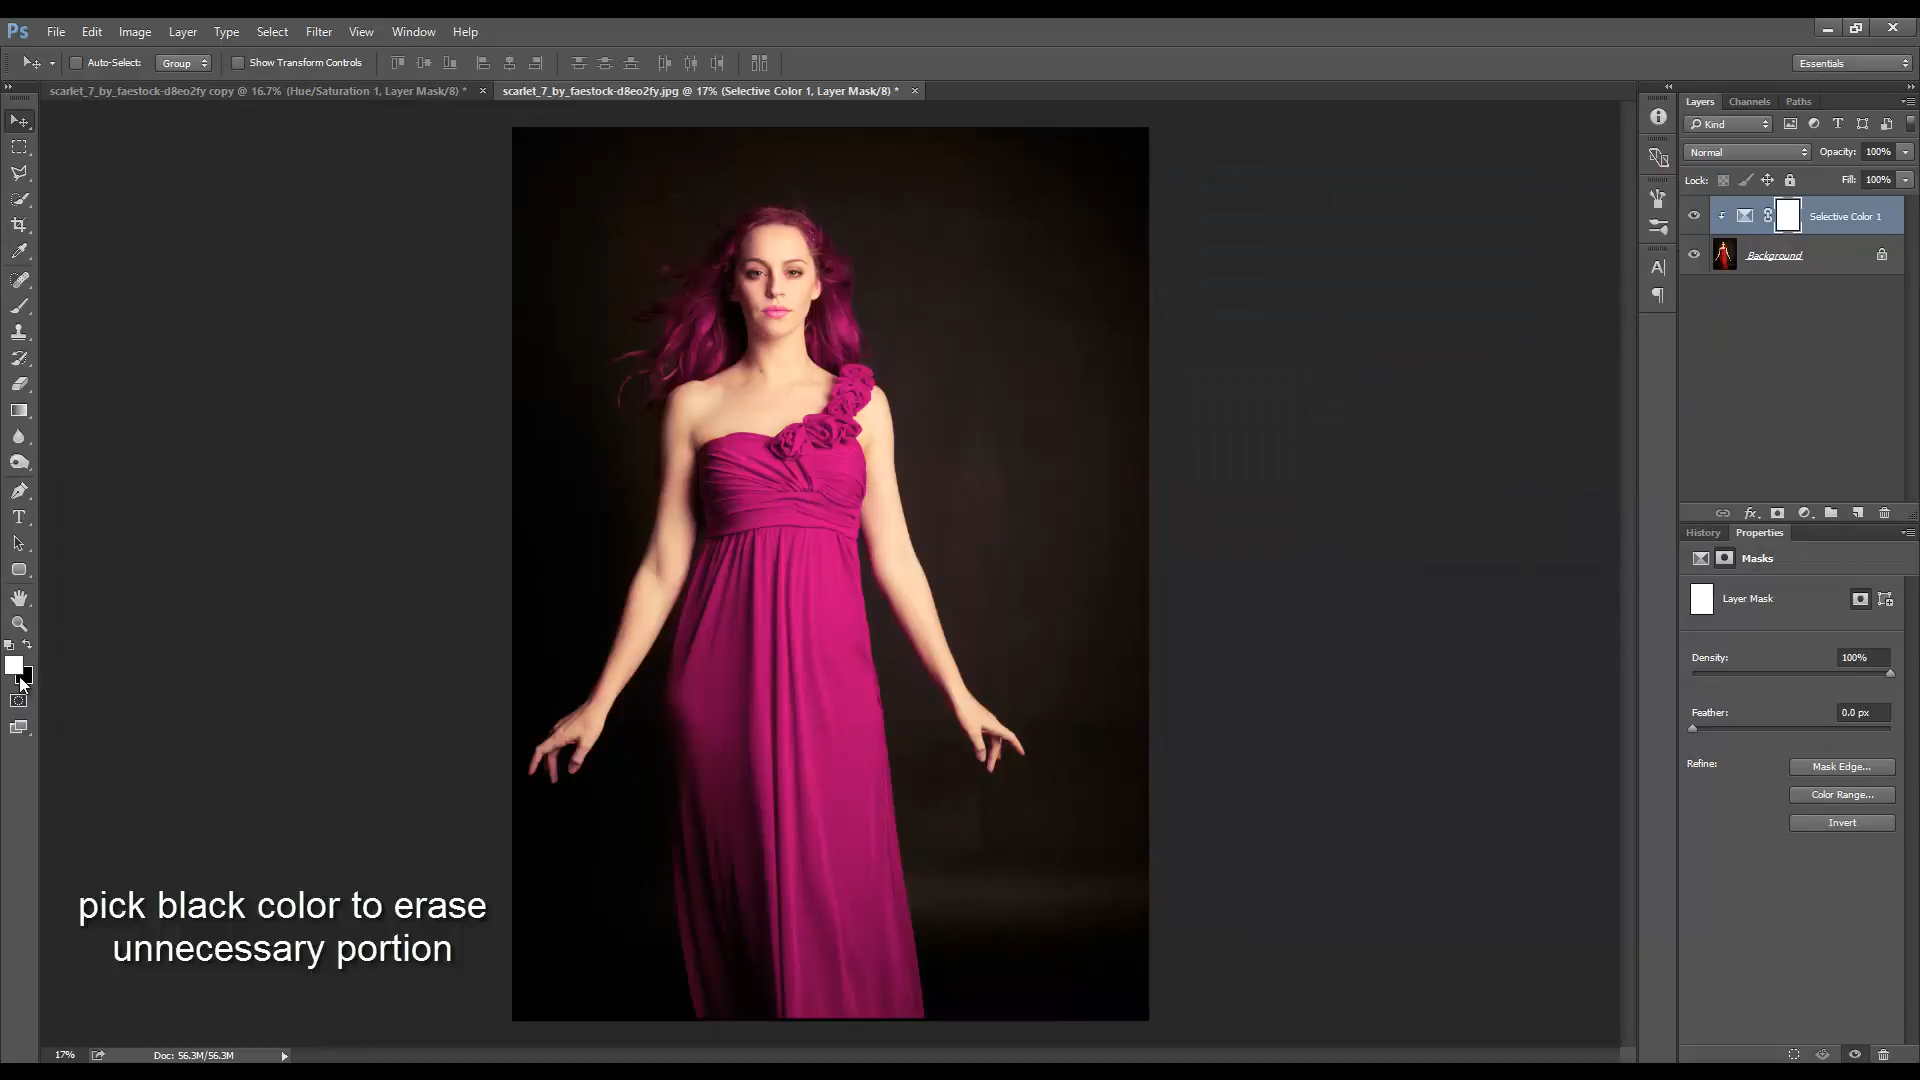 Ps File Edit Image Layer Type Select Filter View Window Help
Auto-Select: Group Show Transform Controls Essentials
scarlet_7_by_faestock-d8eo2fy copy @ 16.7% (Hue/Saturation 1, Layer Mask/8) * × scarlet_7_by_faestock-d8eo2fy.jpg @ 17% (Selective Color 1, Layer Mask/8) * ×
Layers Channels Paths
Kind
Normal Opacity: 100%
Lock: Fill: 100%
Selective Color 1
Background
fx
History Properties
Masks
Layer Mask
Density: 100%
Feather: 0.0 px
Refine: Mask Edge...
Color Range...
Invert
pick black color to erase
unnecessary portion
17% Doc: 56.3M/56.3M